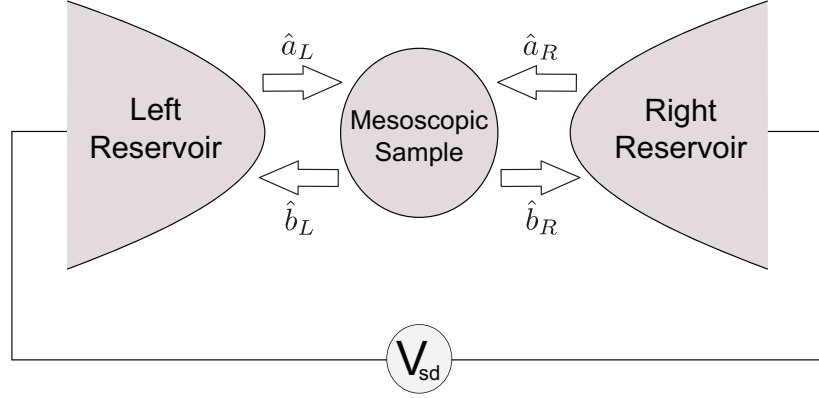 â_L
â_R
Left
Reservoir
Mesoscopic
Sample
Right
Reservoir
b̂_L
b̂_R
V_sd